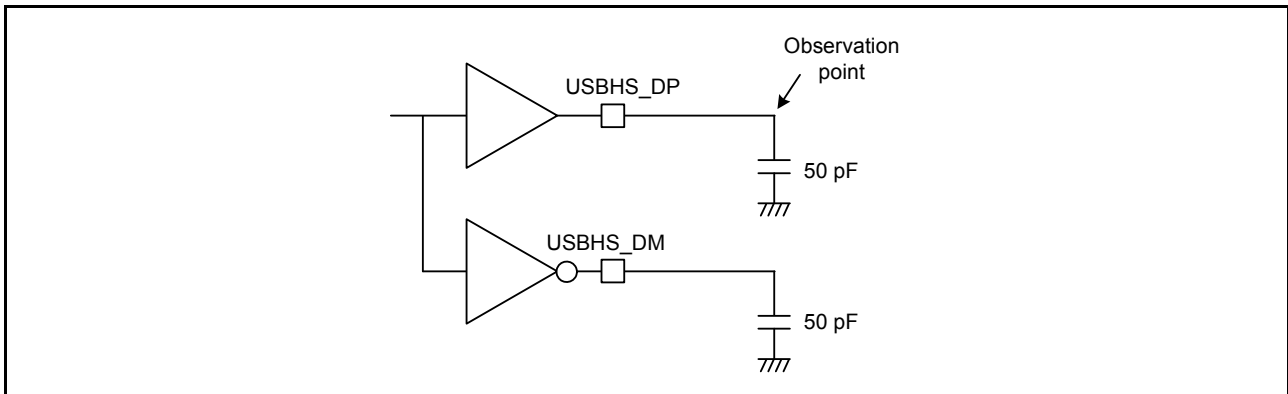 Observation
point
USBHS_DP
50 pF
USBHS_DM
50 pF